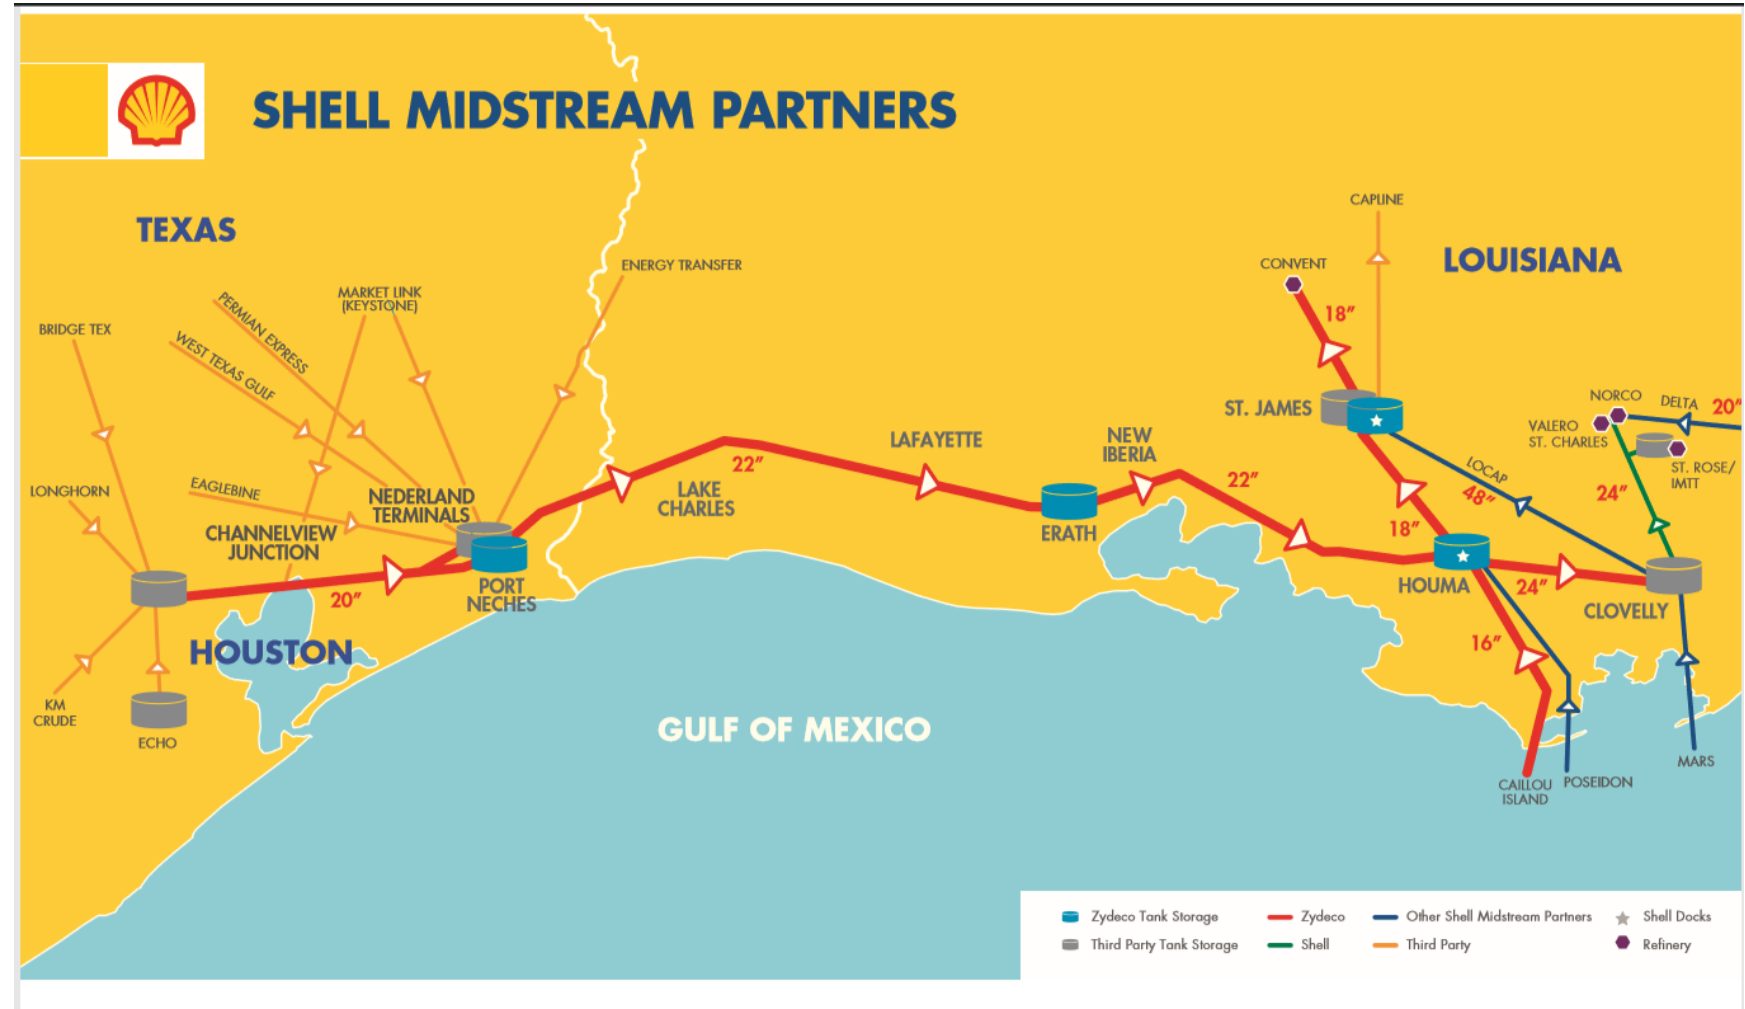 SHELL MIDSTREAM PARTNERS
TEXAS
LOUISIANA
CAPLINE
CONVENT
18”
ENERGY TRANSFER
MARKET LINK
(KEYSTONE)
PERMIAN EXPRESS
WEST TEXAS GULF
BRIDGE TEX
LONGHORN
EAGLEBINE
NEDERLAND
TERMINALS
CHANNELVIEW
JUNCTION
20”
PORT
NECHES
HOUSTON
KM
CRUDE
ECHO
22”
LAKE
CHARLES
LAFAYETTE
ERATH
NEW
IBERIA
22”
ST. JAMES
18”
HOUMA
24”
16”
LOCAP
48”
CLOVELLY
24”
NORCO
DELTA
20”
VALERO
ST. CHARLES
ST. ROSE/
IMTT
CAILLOU
ISLAND
POSEIDON
MARS
GULF OF MEXICO
Zydeco Tank Storage
Zydeco
Other Shell Midstream Partners
Shell Docks
Third Party Tank Storage
Shell
Third Party
Refinery